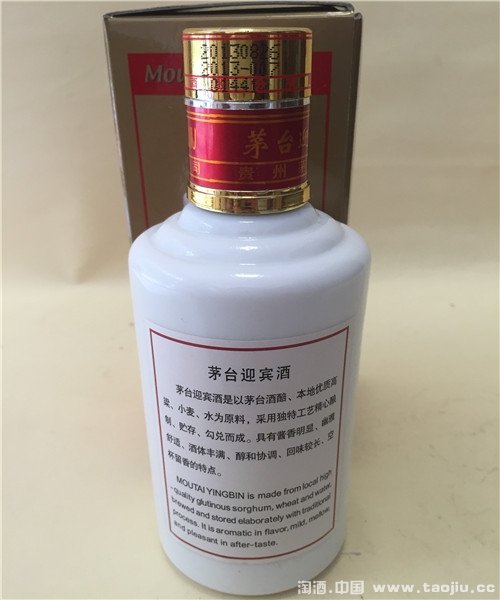 Mou
2013082
2013-00
04412
茅台迎
司 贵州
茅台迎宾酒
茅台迎宾酒是以茅台酒醅、本地优质高
粱、小麦、水为原料，采用独特工艺精心酿
制、贮存、勾兑而成。具有酱香明显、幽雅
舒适、酒体丰满、醇和协调、回味较长、空
杯留香的特点。
MOUTAI YINGBIN is made from local high
-quality glutinous sorghum, wheat and water
brewed and stored elaborately with traditional
process. It is aromatic in flavor, mild, mellow,
and pleasant in after-taste.
淘酒.中国 www.taojiu.cc